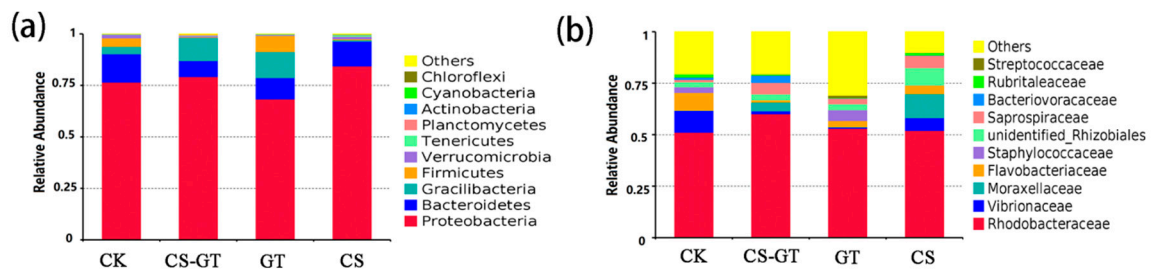 (a)
Relative Abundance
1
0.75
0.5
0.25
0
CK CS-GT GT CS
Others
Chloroflexi
Cyanobacteria
Actinobacteria
Planctomycetes
Tenericutes
Verrucomicrobia
Firmicutes
Gracilibacteria
Bacteroidetes
Proteobacteria
(b)
Relative Abundance
1
0.75
0.5
0.25
0
CK CS-GT GT CS
Others
Streptococcaceae
Rubritaleaceae
Bacteriovoracaceae
Saprospiraceae
unidentified_Rhizobiales
Staphylococcaceae
Flavobacteriaceae
Moraxellaceae
Vibrionaceae
Rhodobacteraceae